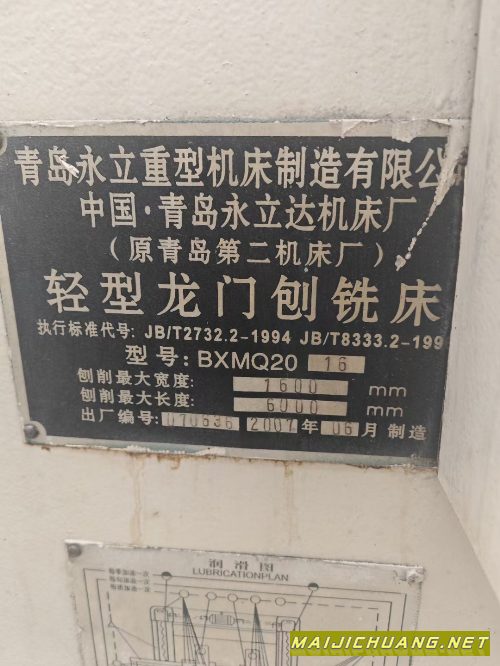 青岛永立重型机床制造有限公
中国·青岛永立达机床厂
(原青岛第二机床厂)
轻型龙门刨铣床
执行标准代号: JB/T2732.2-1994 JB/T8333.2-199
型号: BXMQ20 16
刨削最大宽度: 1600 mm
刨削最大长度: 6000 mm
出厂编号: 070636 2007年 06月 制造
润滑图
LUBRICATIONPLAN
MAIJICHUANG.NET